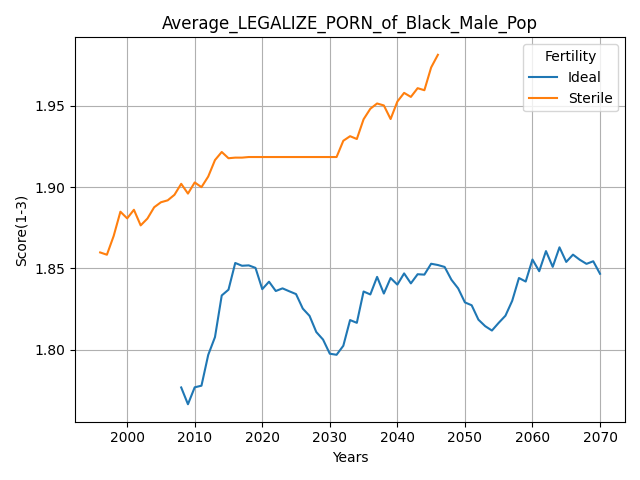 Average_LEGALIZE_PORN_of_Black_Male_Pop
Fertility
Ideal
Sterile
1.95
1.90
1.85
1.80
Score(1-3)
2000 2010 2020 2030 2040 2050 2060 2070
Years